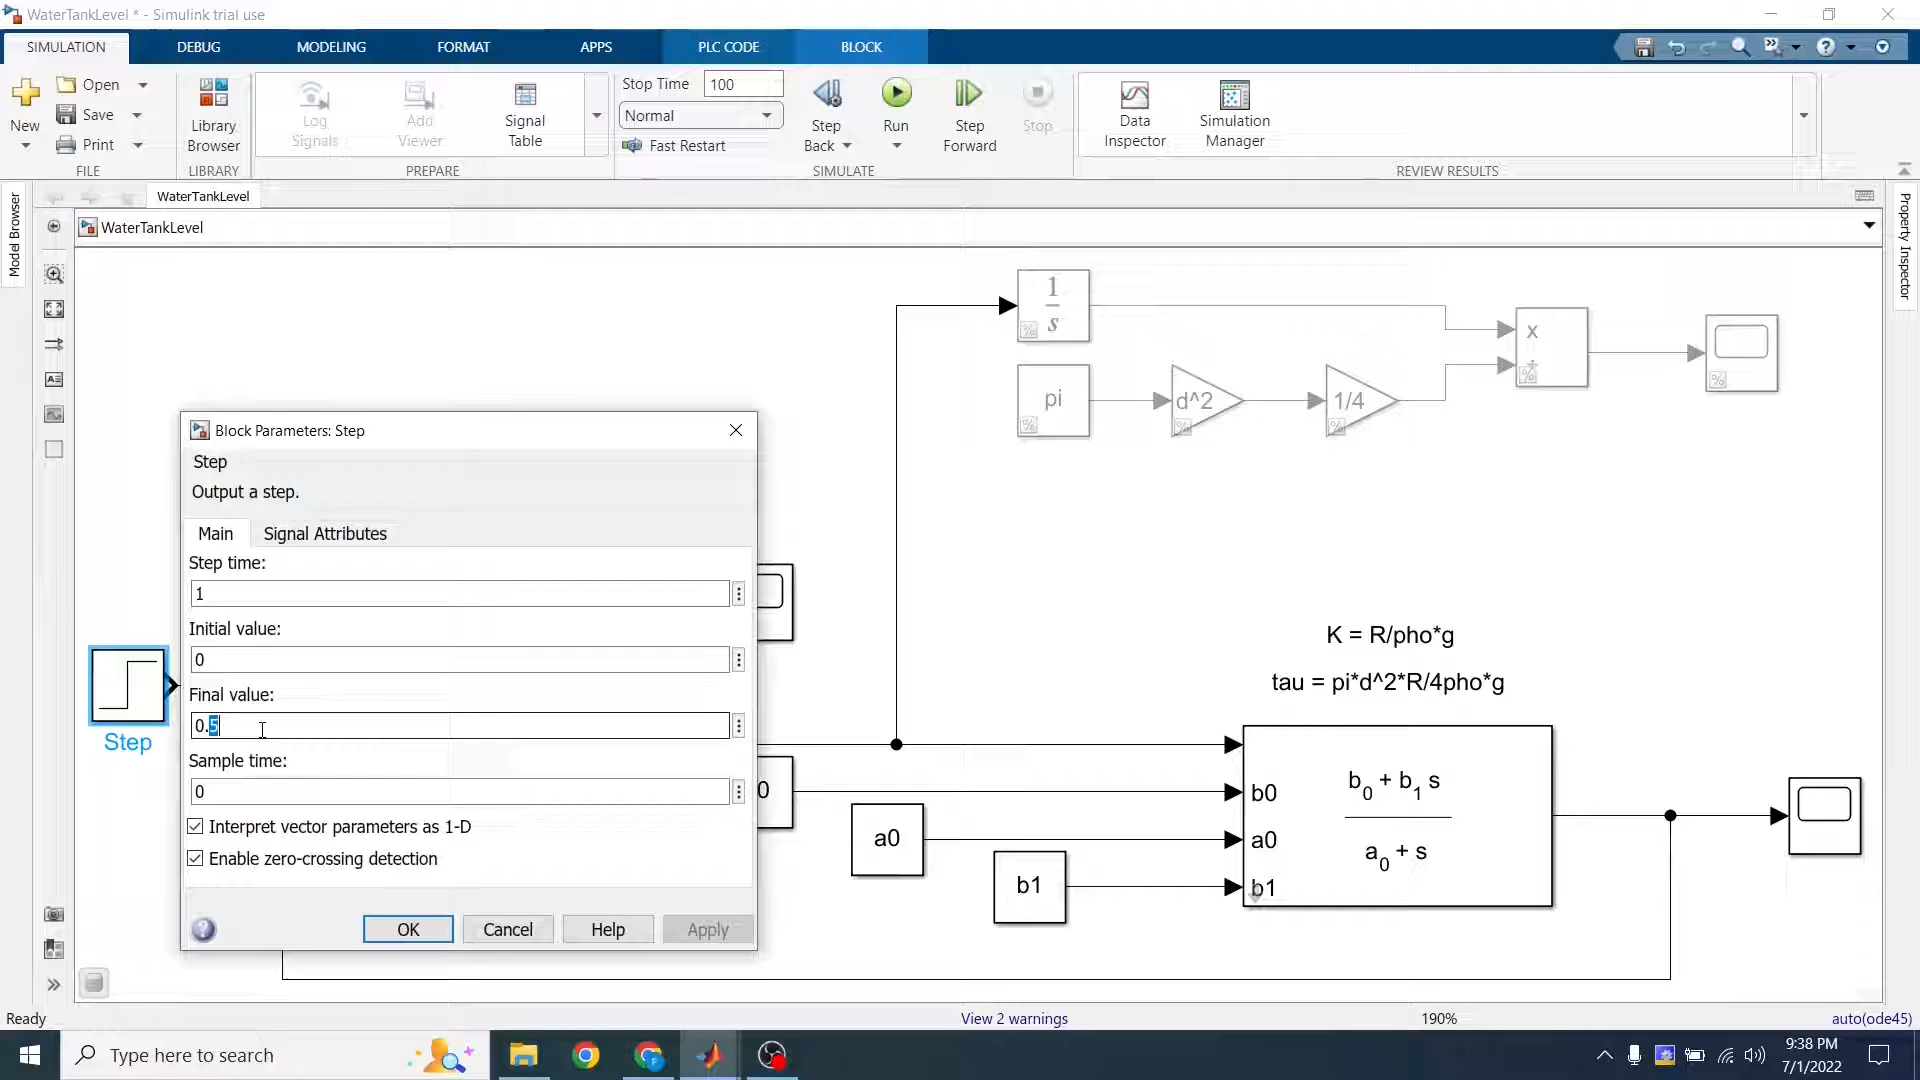 WaterTankLevel * - Simulink trial use
SIMULATION DEBUG MODELING FORMAT APPS PLC CODE BLOCK
New
Open
Save
Print
FILE
Library
Browser
LIBRARY
Log
Signals
Add
Viewer
Signal
Table
PREPARE
Stop Time 100
Normal
Fast Restart
Step
Back
Run
Step
Forward
Stop
SIMULATE
Data
Inspector
Simulation
Manager
REVIEW RESULTS
Model Browser
WaterTankLevel
WaterTankLevel
Property Inspector
1
s
x
÷
pi
d^2
1/4
Block Parameters: Step
Step
Output a step.
Main Signal Attributes
Step time:
1
Initial value:
0
Final value:
0.5
Sample time:
0
Interpret vector parameters as 1-D
Enable zero-crossing detection
OK Cancel Help Apply
Step
K = R/pho*g
tau = pi*d^2*R/4pho*g
0
a0
b1
b0
a0
b1
b0 + b1 s
a0 + s
Ready
View 2 warnings
190%
auto(ode45)
Type here to search
9:38 PM
7/1/2022